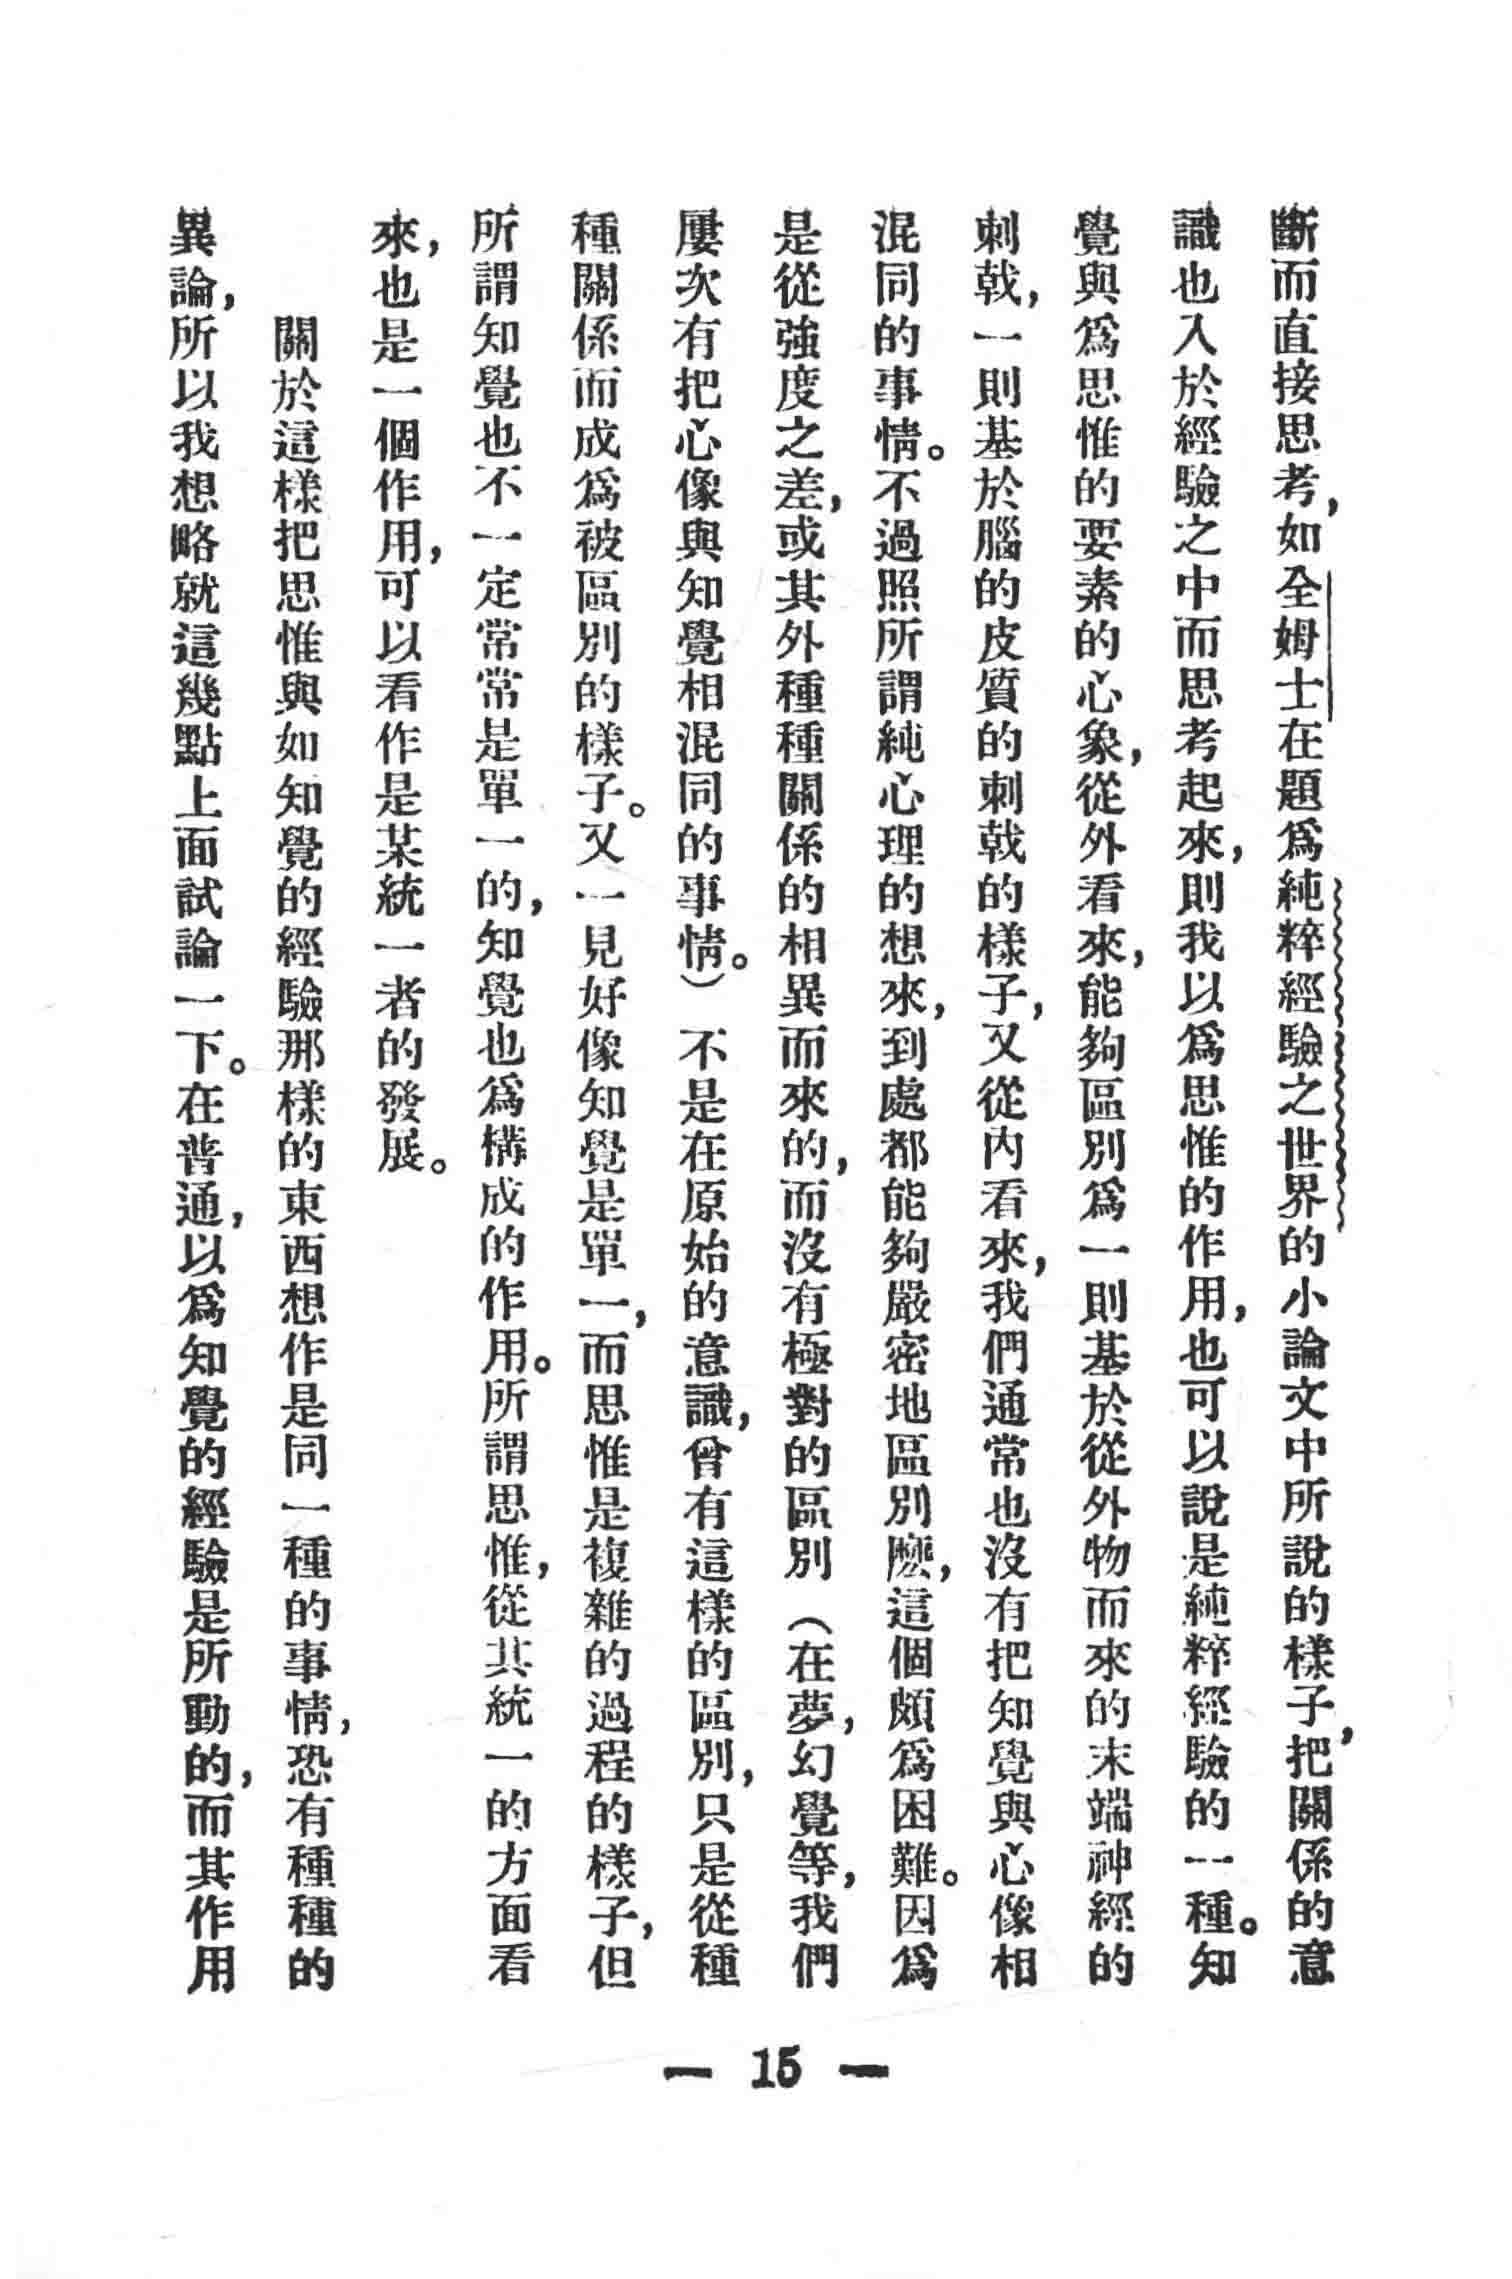 斷而直接思考，如全姆士在題爲純粹經驗之世界的小論文中所說的樣子，把關係的意
識也入於經驗之中而思考起來，則我以爲思惟的作用，也可以說是純粹經驗的一種。知
覺與爲思惟的要素的心象，從外看來，能夠區別爲一則基於從外物而來的末端神經的
刺戟，一則基於腦的皮質的刺戟的樣子，又從內看來，我們通常也沒有把知覺與心像相
混同的事情。不過照所謂純心理的想來，到處都能夠嚴密地區別麼，這個頗爲困難。因爲
是從強度之差，或其外種種關係的相異而來的，而沒有極對的區別（在夢，幻覺等，我們
屢次有把心像與知覺相混同的事情。）不是在原始的意識，曾有這樣的區別，只是從種
種關係而成爲被區別的樣子。又一見好像知覺是單一，而思惟是複雜的過程的樣子，但
所謂知覺也不一定常常是單一的，知覺也爲構成的作用。所謂思惟，從其統一的方面看
來，也是一個作用，可以看作是某統一者的發展。
關於這樣把思惟與如知覺的經驗那樣的東西想作是同一種的事情，恐有種種的
異論，所以我想略就這幾點上面試論一下。在普通，以爲知覺的經驗是所動的，而其作用
— 15 —